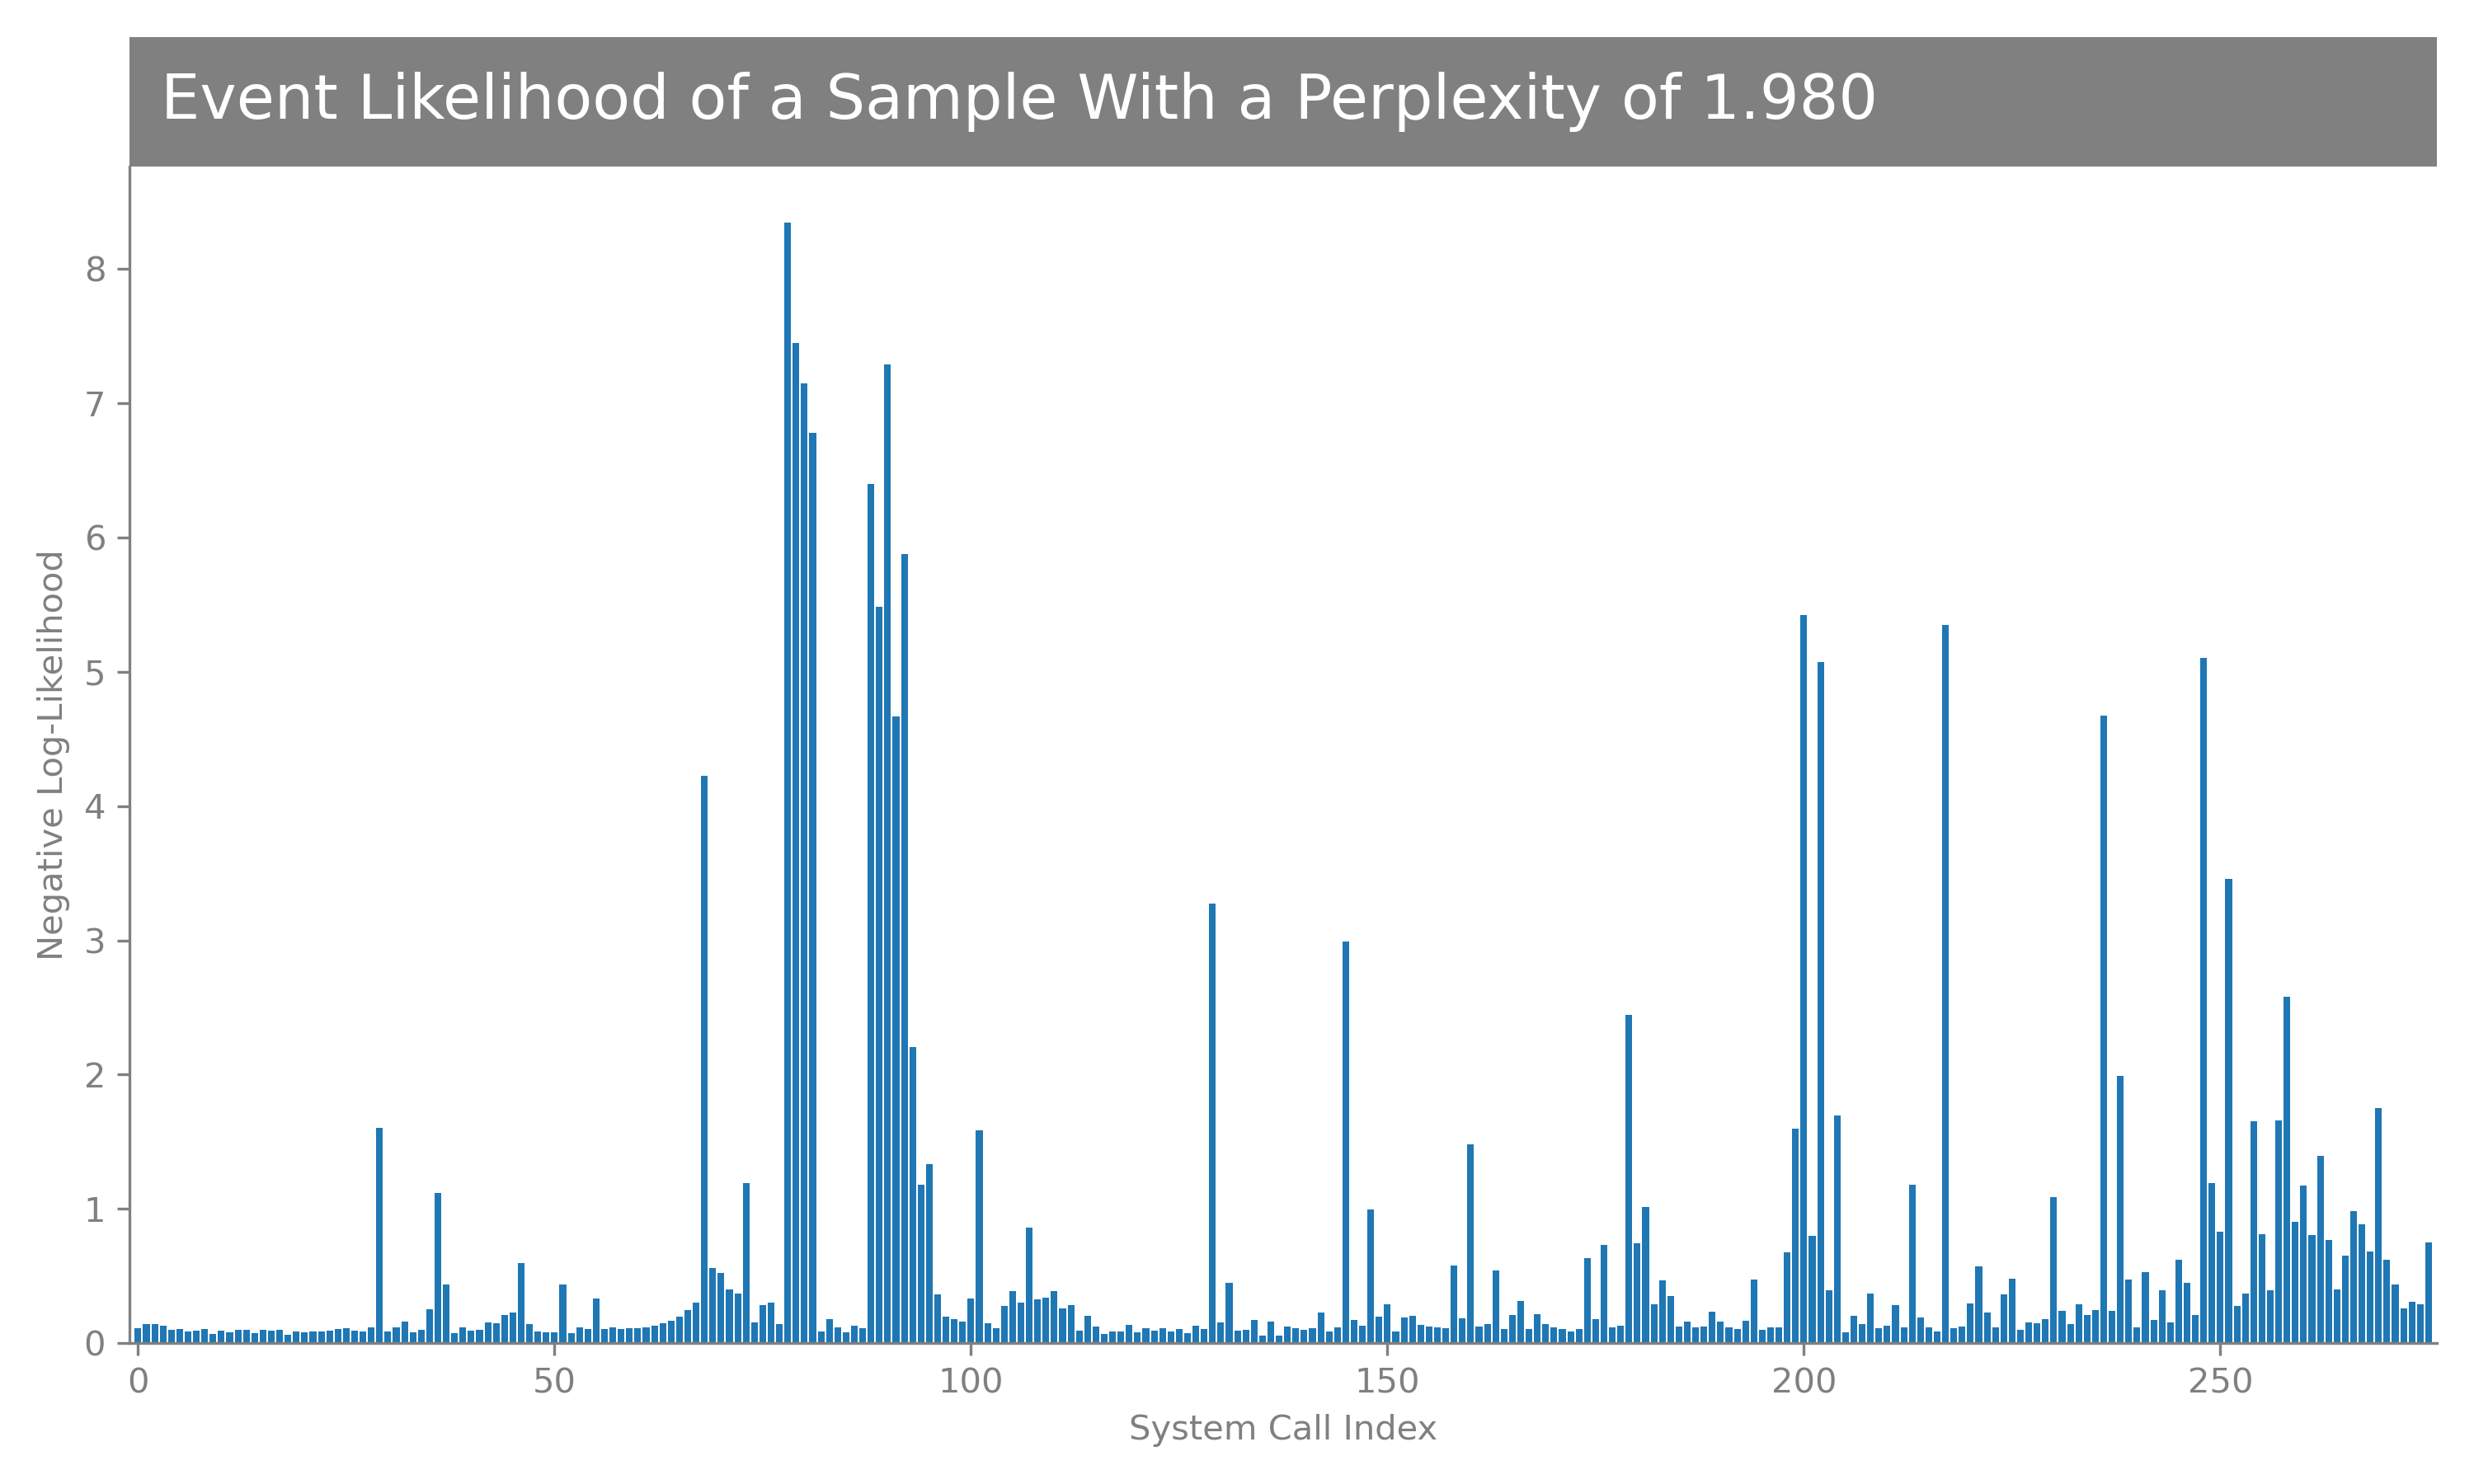 Event Likelihood of a Sample With a Perplexity of 1.980
8
7
6
5
4
3
2
1
0
Negative Log-Likelihood
0 50 100 150 200 250
System Call Index